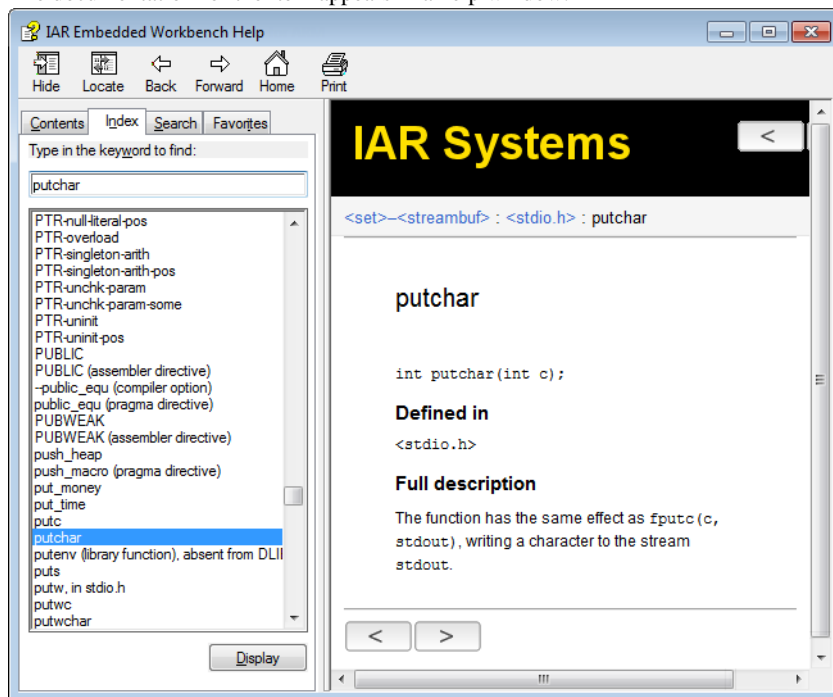 IAR Embedded Workbench Help
Hide Locate Back Forward Home Print
Contents Index Search Favorites
Type in the keyword to find:
putchar
PTR-null-literal-pos
PTR-overload
PTR-singleton-arith
PTR-singleton-arith-pos
PTR-unchk-param
PTR-unchk-param-some
PTR-uninit
PTR-uninit-pos
PUBLIC
PUBLIC (assembler directive)
--public_equ (compiler option)
public_equ (pragma directive)
PUBWEAK
PUBWEAK (assembler directive)
push_heap
push_macro (pragma directive)
put_money
put_time
putc
putchar
putenv (library function), absent from DLI
puts
putw, in stdio.h
putwc
putwchar
Display
IAR Systems
<
<set>–<streambuf> : <stdio.h> : putchar
putchar
int putchar(int c);
Defined in
<stdio.h>
Full description
The function has the same effect as fputc(c,
stdout), writing a character to the stream
stdout.
< >